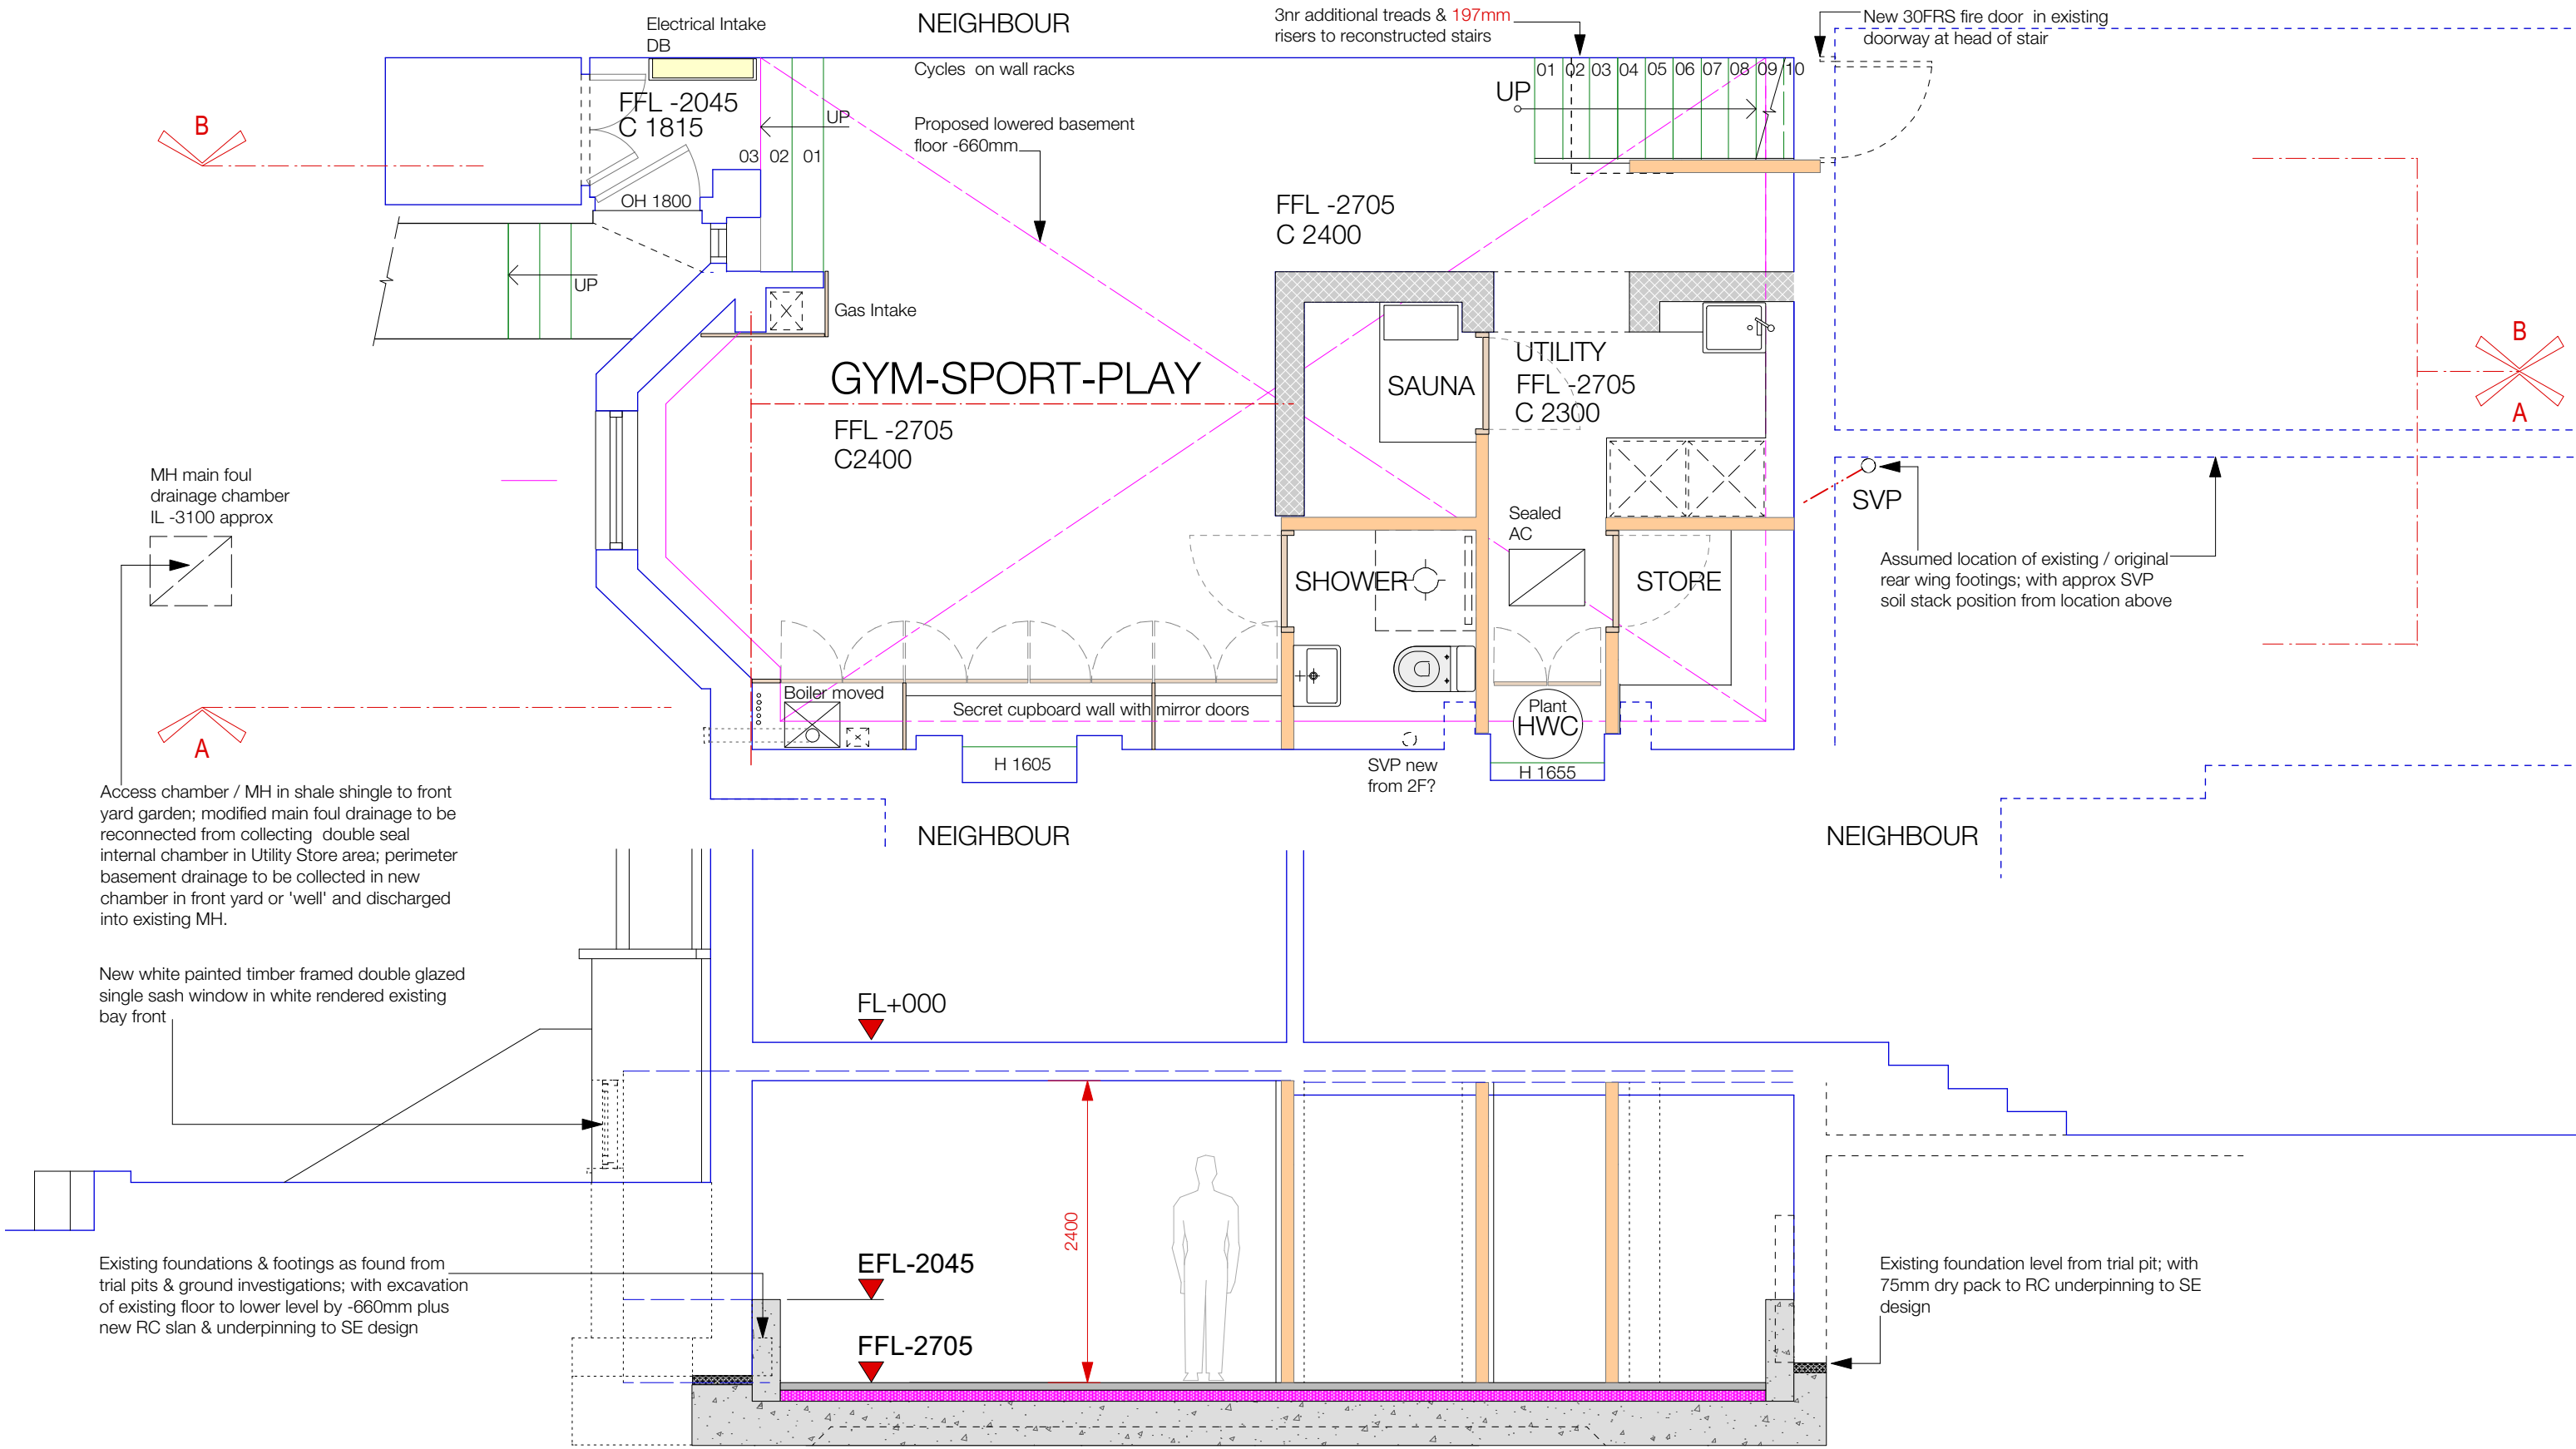 Electrical Intake
DB
NEIGHBOUR
3nr additional treads & 197mm
risers to reconstructed stairs
New 30FRS fire door in existing
doorway at head of stair
Cycles on wall racks
01 02 03 04 05 06 07 08 09 10
UP
FFL -2045
C 1815
UP
03 02 01
Proposed lowered basement
floor -660mm
B
OH 1800
FFL -2705
C 2400
UP
Gas Intake
GYM-SPORT-PLAY
FFL -2705
C2400
SAUNA
UTILITY
FFL -2705
C 2300
B
A
MH main foul
drainage chamber
IL -3100 approx
SVP
Sealed
AC
SHOWER
STORE
Assumed location of existing / original
rear wing footings; with approx SVP
soil stack position from location above
Boiler moved
Secret cupboard wall with mirror doors
Plant
HWC
A
H 1605
SVP new
from 2F?
H 1655
Access chamber / MH in shale shingle to front
yard garden; modified main foul drainage to be
reconnected from collecting double seal
internal chamber in Utility Store area; perimeter
basement drainage to be collected in new
chamber in front yard or 'well' and discharged
into existing MH.
NEIGHBOUR
NEIGHBOUR
New white painted timber framed double glazed
single sash window in white rendered existing
bay front
FL+000
2400
EFL-2045
FFL-2705
Existing foundations & footings as found from
trial pits & ground investigations; with excavation
of existing floor to lower level by -660mm plus
new RC slan & underpinning to SE design
Existing foundation level from trial pit; with
75mm dry pack to RC underpinning to SE
design